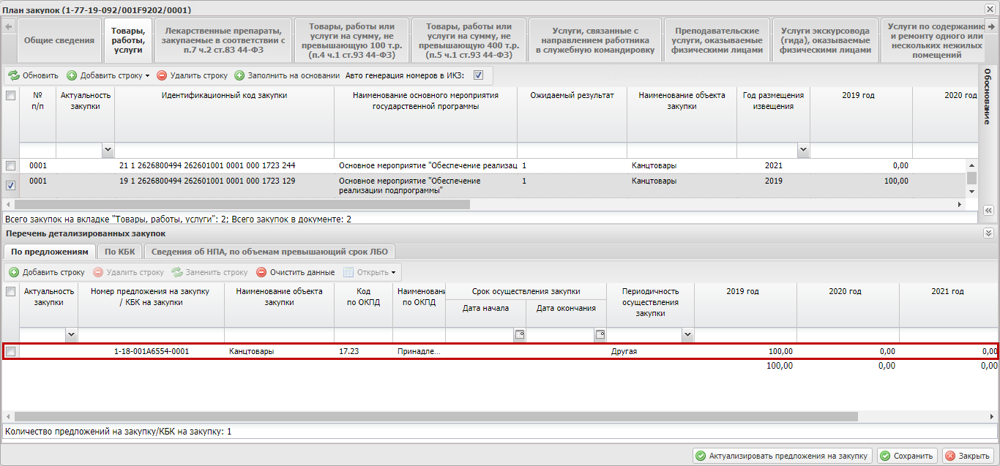 План закупок (1-77-19-092/001F9202/0001)
Общие сведения
Товары, работы, услуги
Лекарственные препараты, закупаемые в соответствии с п.7 ч.2 ст.83 44-ФЗ
Товары, работы или услуги на сумму, не превышающую 100 т.р. (п.4 ч.1 ст.93 44-ФЗ)
Товары, работы или услуги на сумму, не превышающую 400 т.р. (п.5 ч.1 ст.93 44-ФЗ)
Услуги, связанные с направлением работника в служебную командировку
Преподавательские услуги, оказываемые физическими лицами
Услуги экскурсовода (гида), оказываемые физическими лицами
Услуги по содержанию и ремонту одного или нескольких нежилых помещений
Обновить Добавить строку Удалить строку Заполнить на основании Авто генерация номеров в ИКЗ:
Обоснование
№ п/п
Актуальность закупки
Идентификационный код закупки
Наименование основного мероприятия государственной программы
Ожидаемый результат
Наименование объекта закупки
Год размещения извещения
2019 год
2020 год
0001 21 1 2626800494 262601001 0001 000 1723 244 Основное мероприятие "Обеспечение реализац 1 Канцтовары 2021 0,00
0001 19 1 2626800494 262601001 0001 000 1723 129 Основное мероприятие "Обеспечение 1 Канцтовары 2019 100,00
реализации подпрограммы"
Всего закупок на вкладке "Товары, работы, услуги": 2; Всего закупок в документе: 2
Перечень детализированных закупок
По предложениям По КБК Сведения об НПА, по объемам превышающий срок ЛБО
Добавить строку Удалить строку Заменить строку Очистить данные Открыть
Актуальность закупки
Номер предложения на закупку / КБК на закупки
Наименование объекта закупки
Код по ОКПД
Наименовани по ОКПД
Срок осуществления закупки
Дата начала
Дата окончания
Периодичность осуществления закупки
2019 год
2020 год
2021 год
1-18-001A6554-0001 Канцтовары 17.23 Принадле... Другая 100,00 0,00 0,00
100,00 0,00 0,00
Количество предложений на закупку/КБК на закупку: 1
Актуализировать предложения на закупку Сохранить Закрыть